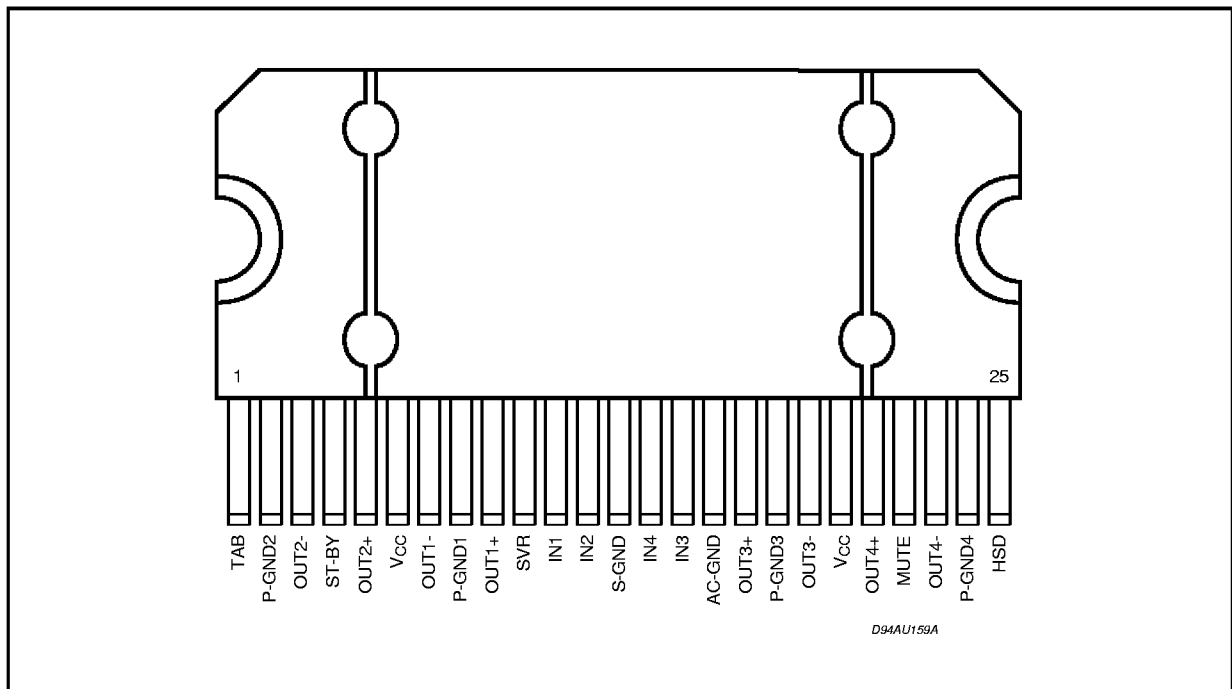 1
25
TAB
P-GND2
OUT2-
ST-BY
OUT2+
VCC
OUT1-
P-GND1
OUT1+
SVR
IN1
IN2
S-GND
IN4
IN3
AC-GND
OUT3+
P-GND3
OUT3-
VCC
OUT4+
MUTE
OUT4-
P-GND4
HSD
D94AU159A